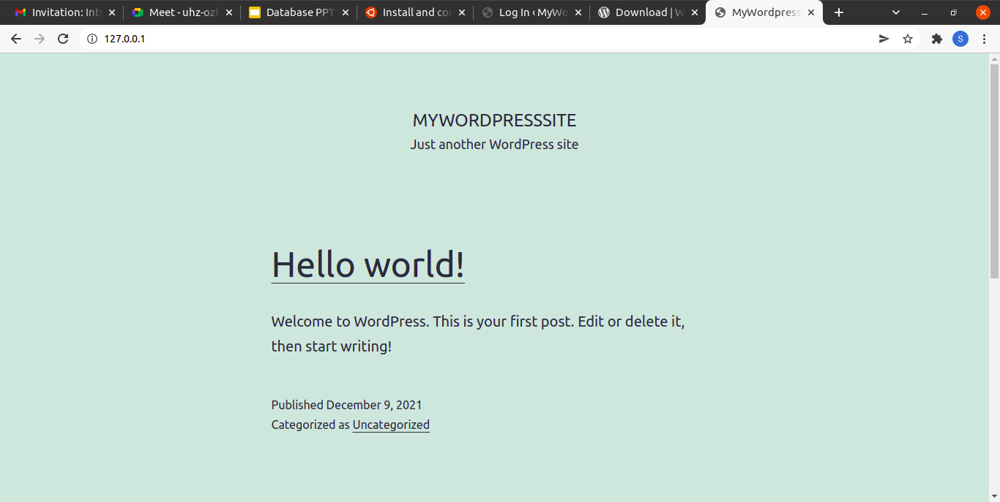 Invitation: Int
Meet - uhz-oz
Database PPT
Install and co
Log In ‹ MyWo
Download | W
MyWordpress
127.0.0.1
S
MYWORDPRESSSITE
Just another WordPress site
Hello world!
Welcome to WordPress. This is your first post. Edit or delete it,
then start writing!
Published December 9, 2021
Categorized as Uncategorized